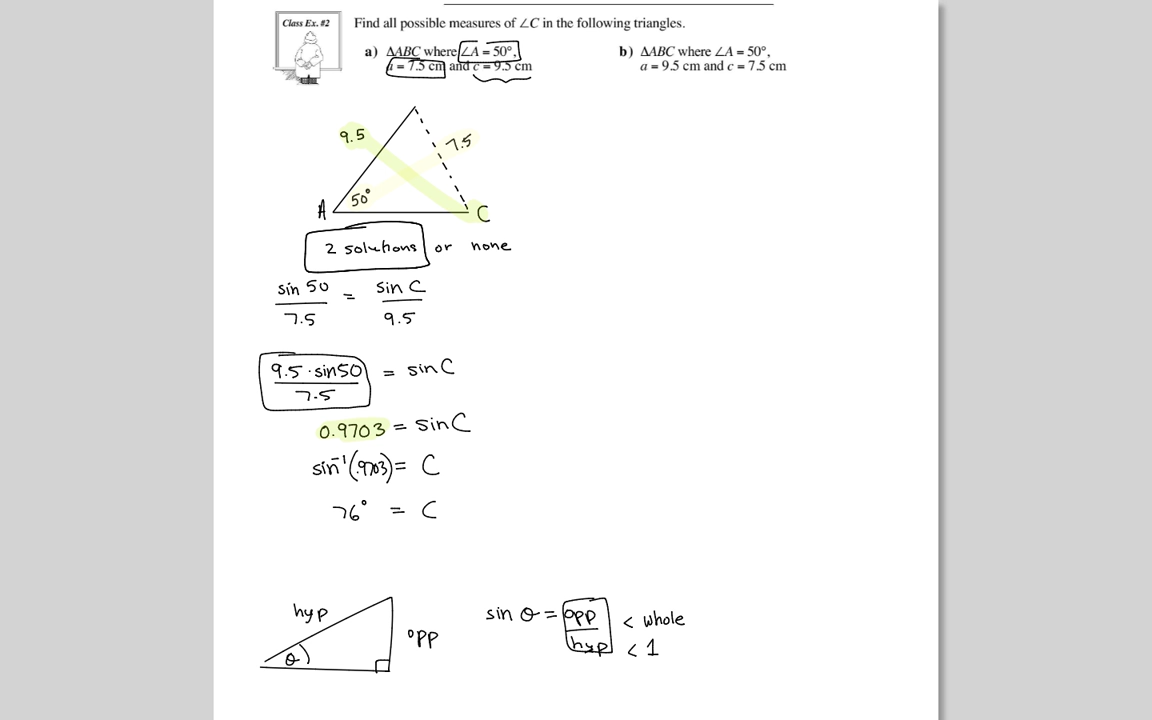 Class Ex. #2
Find all possible measures of ∠C in the following triangles.
a) ΔABC where ∠A = 50°,
a = 7.5 cm and c = 9.5 cm
b) ΔABC where ∠A = 50°,
a = 9.5 cm and c = 7.5 cm
9.5
7.5
50°
A
C
2 solutions or none
sin 50 / 7.5 = sin C / 9.5
9.5 · sin50 / 7.5 = sin C
0.9703 = sin C
sin⁻¹(.9703) = C
76° = C
hyp
opp
θ
sin θ = opp / hyp
< whole
< 1